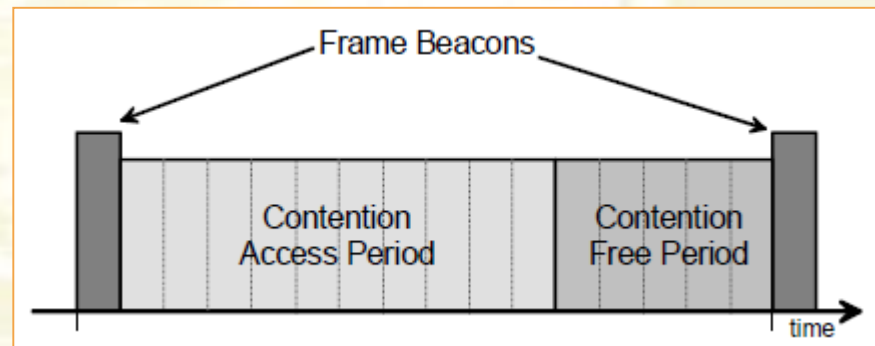 Frame Beacons
Contention
Access Period
Contention
Free Period
time